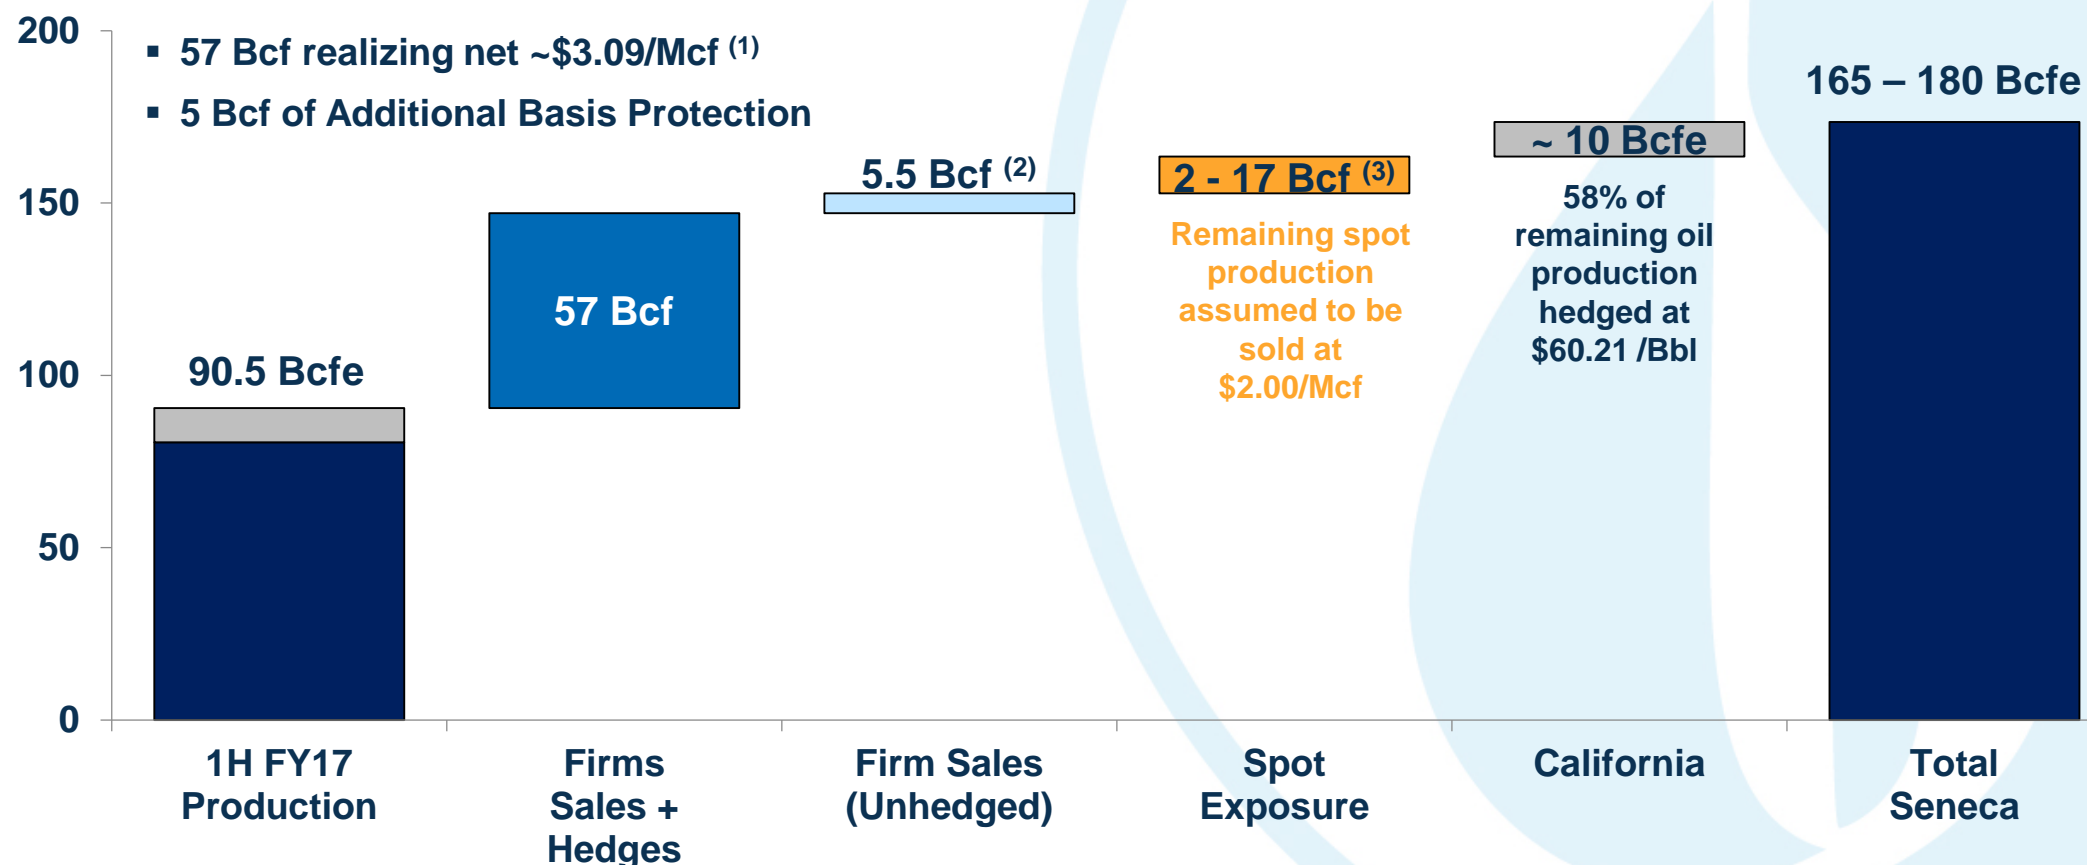 ▪ 57 Bcf realizing net ~$3.09/Mcf (1)
▪ 5 Bcf of Additional Basis Protection
200
150
100
50
0
90.5 Bcfe
57 Bcf
5.5 Bcf (2)
2 - 17 Bcf (3)
Remaining spot
production
assumed to be
sold at
$2.00/Mcf
~ 10 Bcfe
58% of
remaining oil
production
hedged at
$60.21 /Bbl
165 – 180 Bcfe
1H FY17
Production
Firms
Sales +
Hedges
Firm Sales
(Unhedged)
Spot
Exposure
California
Total
Seneca